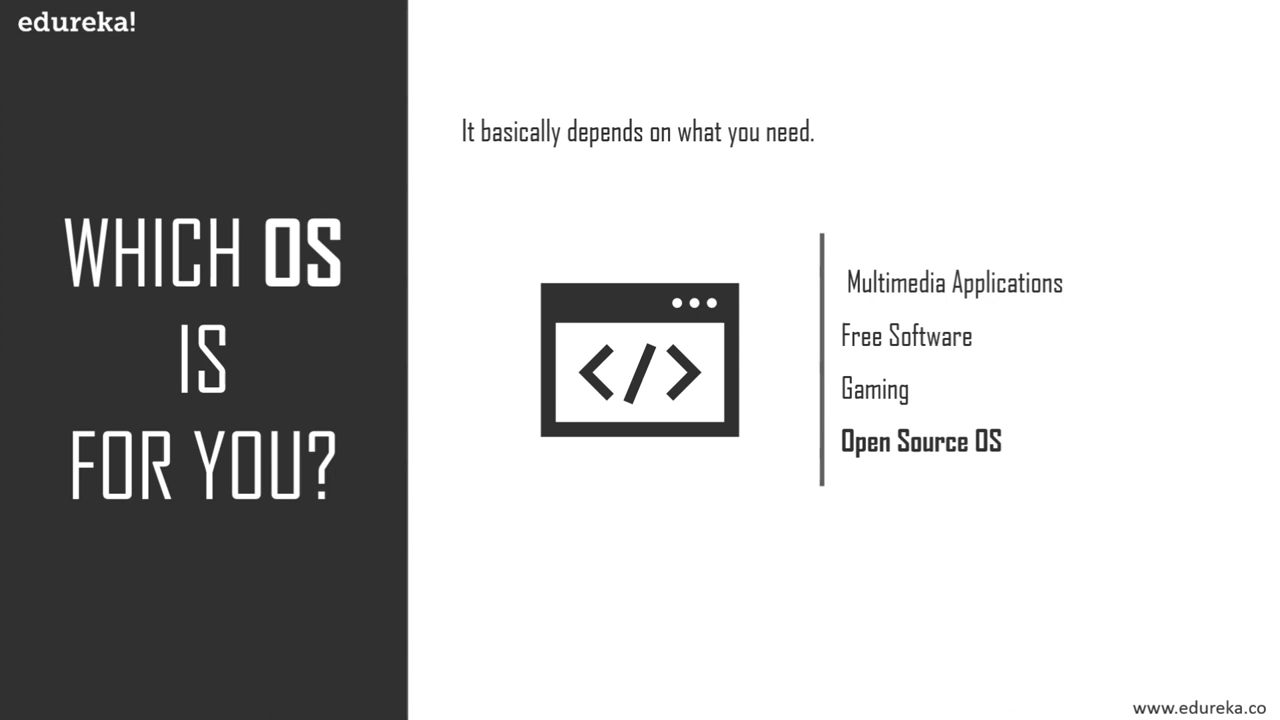 edureka!
WHICH OS
IS
FOR YOU?
It basically depends on what you need.
</>
Multimedia Applications
Free Software
Gaming
Open Source OS
www.edureka.co